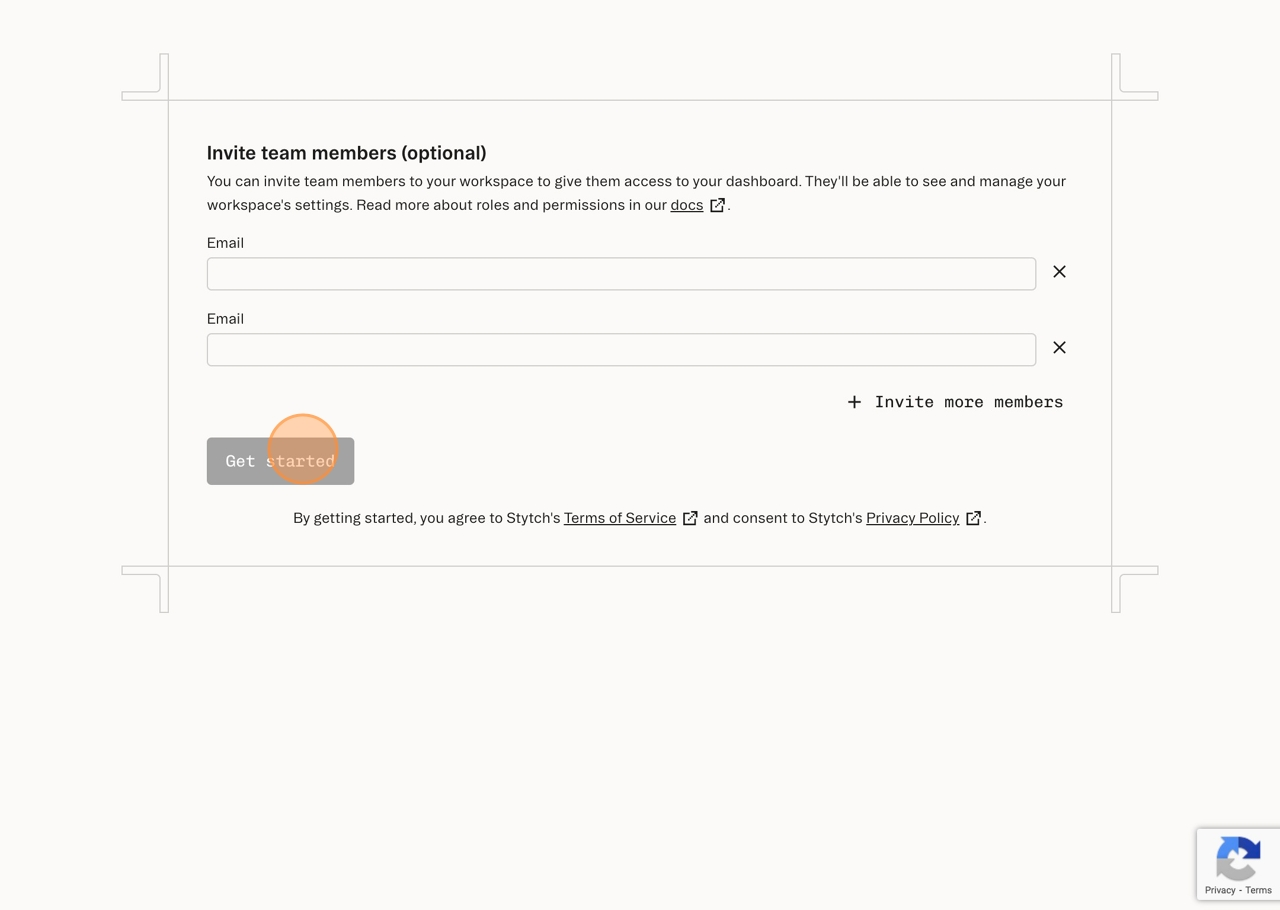 Invite team members (optional)
You can invite team members to your workspace to give them access to your dashboard. They'll be able to see and manage your
workspace's settings. Read more about roles and permissions in our docs .
Email
Email
+ Invite more members
Get started
By getting started, you agree to Stytch's Terms of Service and consent to Stytch's Privacy Policy .
Privacy - Terms